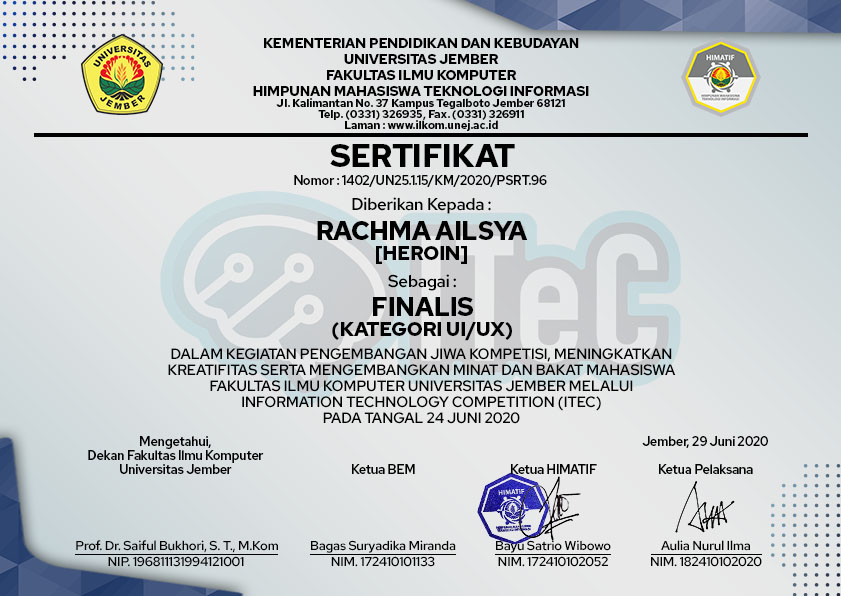 UNIVERSITAS
JEMBER
KEMENTERIAN PENDIDIKAN DAN KEBUDAYAN
UNIVERSITAS JEMBER
FAKULTAS ILMU KOMPUTER
HIMPUNAN MAHASISWA TEKNOLOGI INFORMASI
Jl. Kalimantan No. 37 Kampus Tegalboto Jember 68121
Telp. (0331) 326935, Fax. (0331) 326911
Laman : www.ilkom.unej.ac.id
HIMATIF
HIMPUNAN MAHASISWA
TEKNOLOGI INFORMASI
SERTIFIKAT
Nomor : 1402/UN25.1.15/KM/2020/PSRT.96
Diberikan Kepada :
RACHMA AILSYA
[HEROIN]
Sebagai :
ITeC
FINALIS
(KATEGORI UI/UX)
DALAM KEGIATAN PENGEMBANGAN JIWA KOMPETISI, MENINGKATKAN
KREATIFITAS SERTA MENGEMBANGKAN MINAT DAN BAKAT MAHASISWA
FAKULTAS ILMU KOMPUTER UNIVERSITAS JEMBER MELALUI
INFORMATION TECHNOLOGY COMPETITION (ITEC)
PADA TANGAL 24 JUNI 2020
Mengetahui,
Dekan Fakultas Ilmu Komputer
Universitas Jember
Ketua BEM
Ketua HIMATIF
Jember, 29 Juni 2020
Ketua Pelaksana
HIMATIF
Prof. Dr. Saiful Bukhori, S. T., M.Kom
NIP. 196811131994121001
Bagas Suryadika Miranda
NIM. 172410101133
Bayu Satrio Wibowo
NIM. 172410102052
Aulia Nurul Ilma
NIM. 182410102020